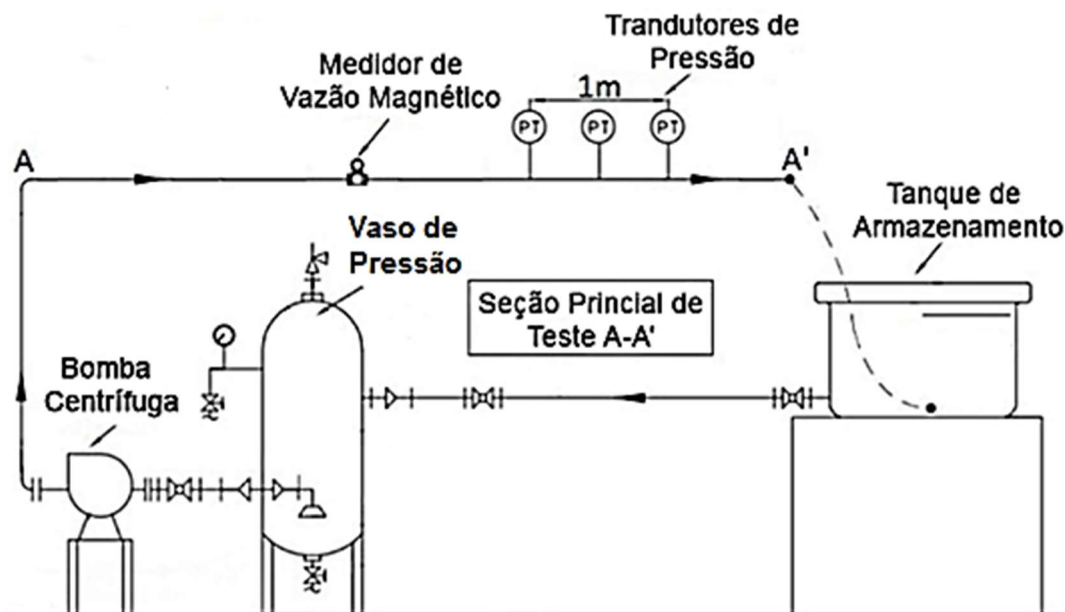 Trandutores de
Pressão
Medidor de
Vazão Magnético
1m
PT
PT
PT
A
A'
Tanque de
Armazenamento
Vaso de
Pressão
Seção Princial de
Teste A-A'
Bomba
Centrífuga